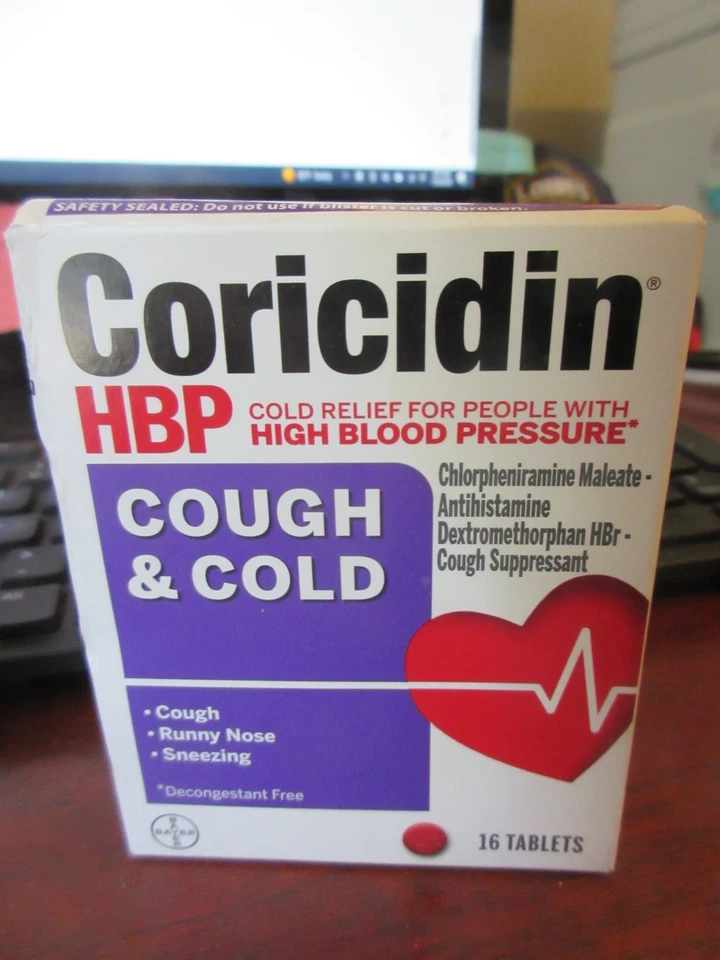 SAFETY SEALED: Do not use if blister is cut or broken.
Coricidin®
HBP
COLD RELIEF FOR PEOPLE WITH
HIGH BLOOD PRESSURE*
COUGH
& COLD
Chlorpheniramine Maleate -
Antihistamine
Dextromethorphan HBr -
Cough Suppressant
• Cough
• Runny Nose
• Sneezing
*Decongestant Free
BAYER
16 TABLETS